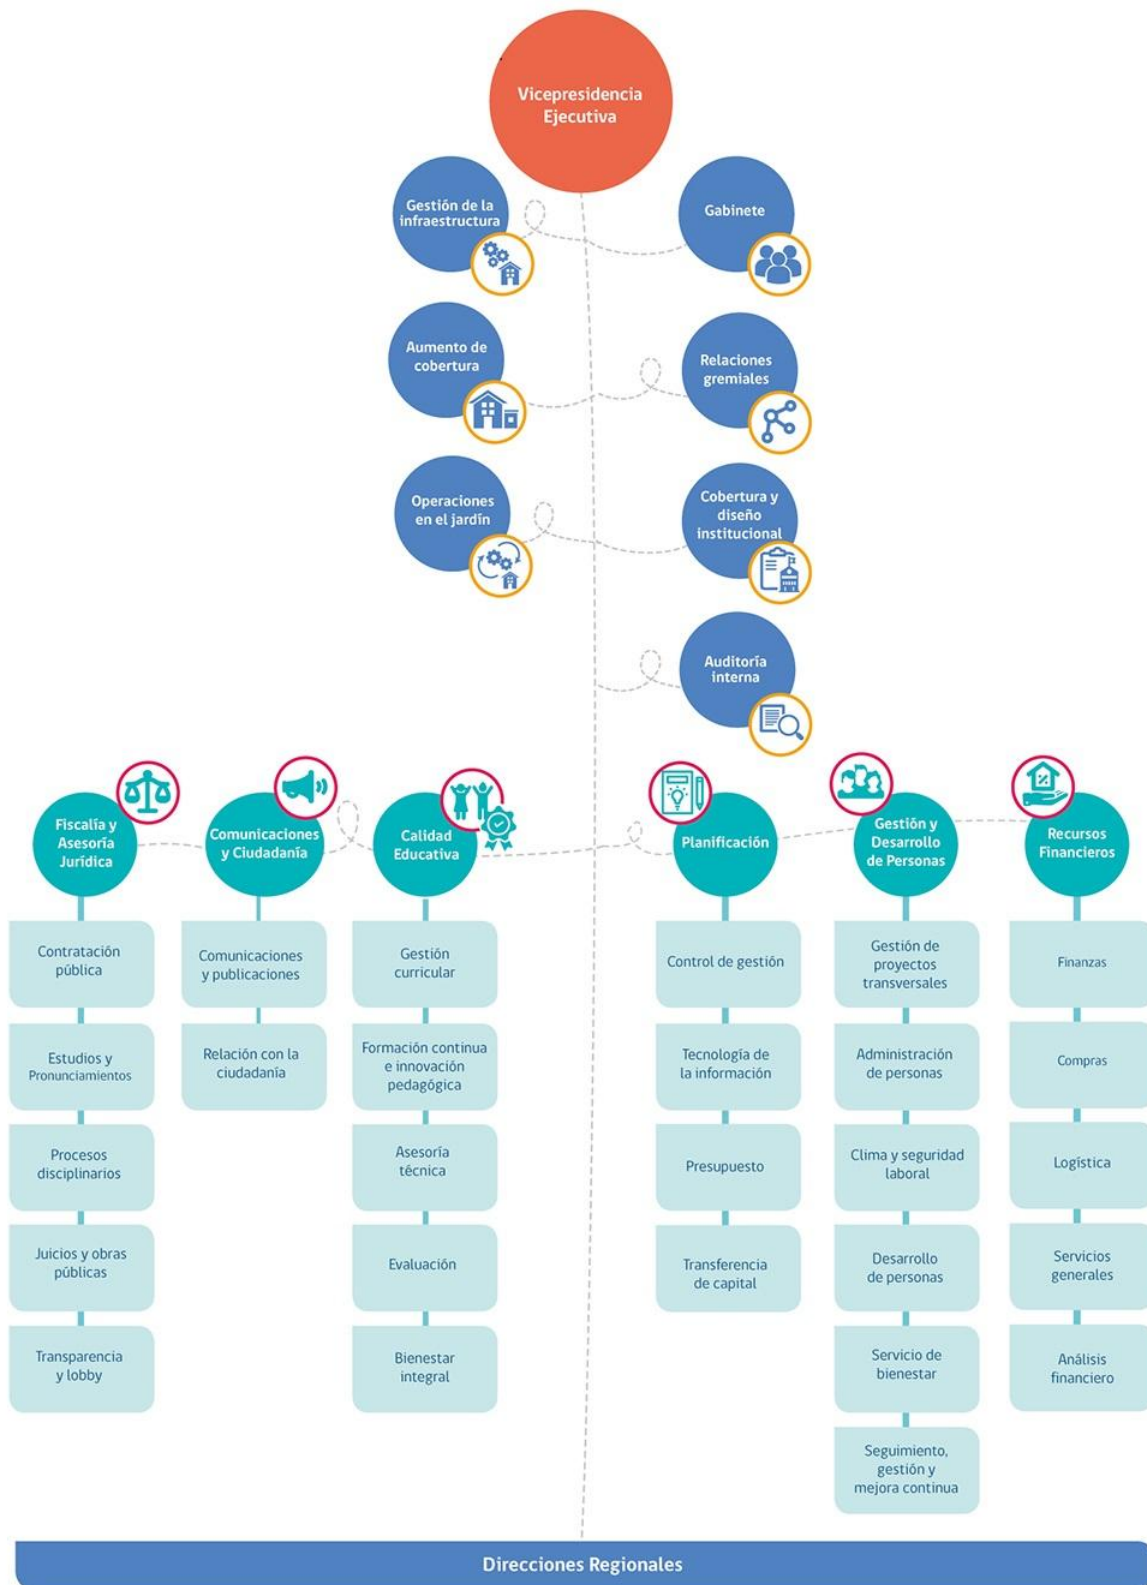 Vicepresidencia
Ejecutiva
Gestión de la
infraestructura
Gabinete
Aumento de
cobertura
Relaciones
gremiales
Operaciones
en el jardín
Cobertura y
diseño
institucional
Auditoría
interna
Fiscalía y
Asesoría
Jurídica
Comunicaciones
y Ciudadanía
Calidad
Educativa
Planificación
Gestión y
Desarrollo
de Personas
Recursos
Financieros
Contratación
pública
Estudios y
Pronunciamientos
Procesos
disciplinarios
Juicios y obras
públicas
Transparencia
y lobby
Comunicaciones
y publicaciones
Relación con la
ciudadanía
Gestión
curricular
Formación continua
e innovación
pedagógica
Asesoría
técnica
Evaluación
Bienestar
integral
Control de gestión
Tecnología de
la información
Presupuesto
Transferencia
de capital
Gestión de
proyectos
transversales
Administración
de personas
Clima y seguridad
laboral
Desarrollo
de personas
Servicio de
bienestar
Seguimiento,
gestión y
mejora continua
Finanzas
Compras
Logística
Servicios
generales
Análisis
financiero
Direcciones Regionales